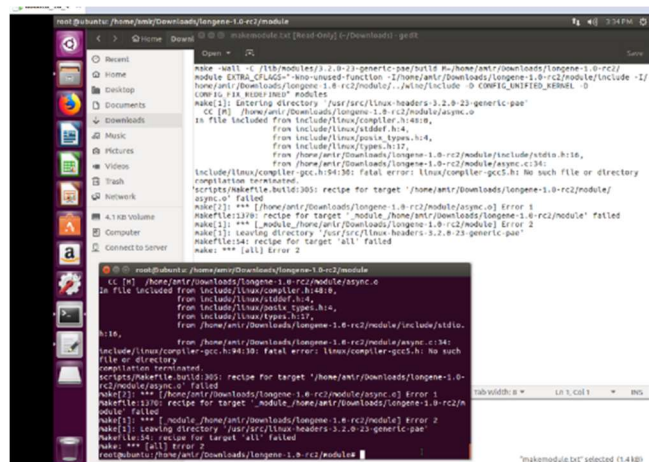 root@ubuntu: /home/amir/Downloads/longene-1.0-rc2/module
3:34 PM
Home
makemodule.txt [Read-Only] (~/Downloads) - gedit
Open
Save
Recent
Home
Desktop
Documents
Downloads
Music
Pictures
Videos
Trash
Network
4.1 KB Volume
Computer
Connect to Server
make -Wall -C /lib/modules/3.2.0-23-generic-pae/build M=/home/amir/Downloads/longene-1.0-rc2/
module EXTRA_CFLAGS="-Wno-unused-function -I/home/amir/Downloads/longene-1.0-rc2/module/include -I/
home/amir/Downloads/longene-1.0-rc2/module/../wine/include -D CONFIG_UNIFIED_KERNEL -D
CONFIG_FIX_REDEFINED" modules
make[1]: Entering directory '/usr/src/linux-headers-3.2.0-23-generic-pae'
CC [M] /home/amir/Downloads/longene-1.0-rc2/module/async.o
In file included from include/linux/compiler.h:48:0,
from include/linux/stddef.h:4,
from include/linux/posix_types.h:4,
from include/linux/types.h:17,
from /home/amir/Downloads/longene-1.0-rc2/module/include/stdio.h:16,
from /home/amir/Downloads/longene-1.0-rc2/module/async.c:34:
include/linux/compiler-gcc.h:94:30: fatal error: linux/compiler-gcc5.h: No such file or directory
compilation terminated.
scripts/Makefile.build:305: recipe for target '/home/amir/Downloads/longene-1.0-rc2/module/
async.o' failed
make[2]: *** [/home/amir/Downloads/longene-1.0-rc2/module/async.o] Error 1
Makefile:1370: recipe for target '_module_/home/amir/Downloads/longene-1.0-rc2/module' failed
make[1]: *** [_module_/home/amir/Downloads/longene-1.0-rc2/module] Error 2
make[1]: Leaving directory '/usr/src/linux-headers-3.2.0-23-generic-pae'
Makefile:54: recipe for target 'all' failed
make: *** [all] Error 2
root@ubuntu: /home/amir/Downloads/longene-1.0-rc2/module
CC [M] /home/amir/Downloads/longene-1.0-rc2/module/async.o
In file included from include/linux/compiler.h:48:0,
from include/linux/stddef.h:4,
from include/linux/posix_types.h:4,
from include/linux/types.h:17,
from /home/amir/Downloads/longene-1.0-rc2/module/include/stdio.
h:16,
from /home/amir/Downloads/longene-1.0-rc2/module/async.c:34:
include/linux/compiler-gcc.h:94:30: fatal error: linux/compiler-gcc5.h: No such
file or directory
compilation terminated.
scripts/Makefile.build:305: recipe for target '/home/amir/Downloads/longene-1.0-
rc2/module/async.o' failed
make[2]: *** [/home/amir/Downloads/longene-1.0-rc2/module/async.o] Error 1
Makefile:1370: recipe for target '_module_/home/amir/Downloads/longene-1.0-rc2/m
odule' failed
make[1]: *** [_module_/home/amir/Downloads/longene-1.0-rc2/module] Error 2
make[1]: Leaving directory '/usr/src/linux-headers-3.2.0-23-generic-pae'
Makefile:54: recipe for target 'all' failed
make: *** [all] Error 2
root@ubuntu:/home/amir/Downloads/longene-1.0-rc2/module#
Tab Width: 8
Ln 1, Col 1
INS
"makemodule.txt" selected (1.4 kB)